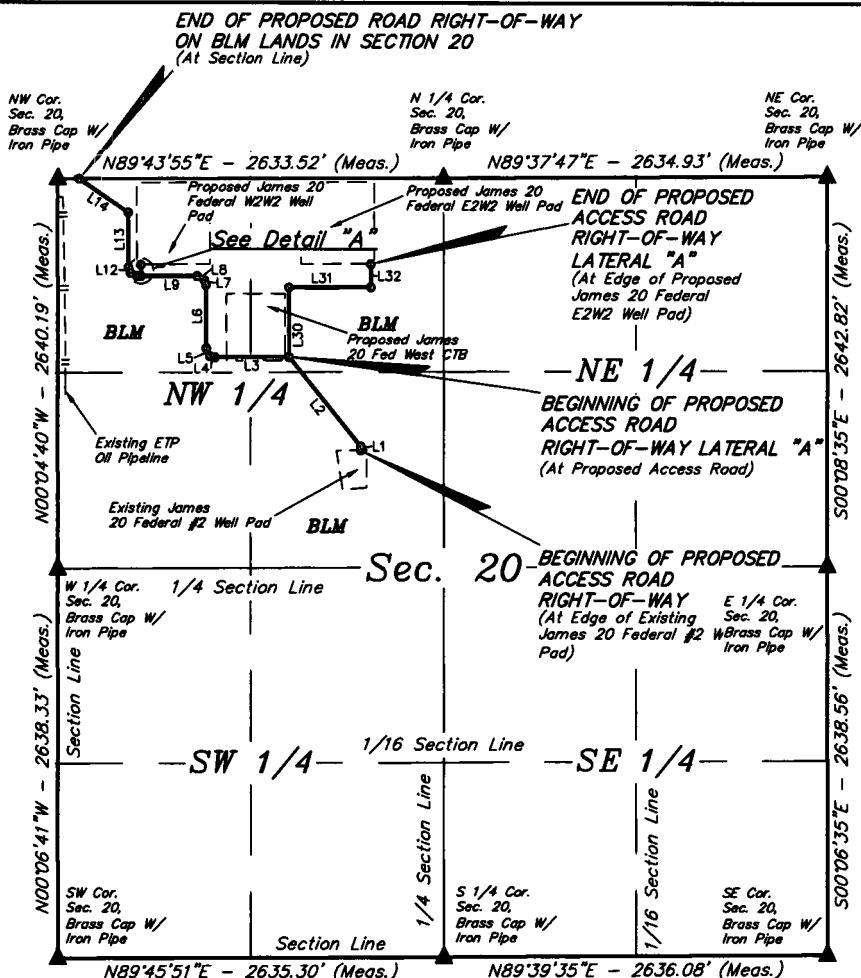 END OF PROPOSED ROAD RIGHT-OF-WAY
ON BLM LANDS IN SECTION 20
(At Section Line)
NW Cor.
Sec. 20,
Brass Cap W/
Iron Pipe
N 1/4 Cor.
Sec. 20,
Brass Cap W/
Iron Pipe
NE Cor.
Sec. 20,
Brass Cap W/
Iron Pipe
N89°43'55"E - 2633.52' (Meas.)
N89°37'47"E - 2634.93' (Meas.)
L14
L13
L12
L9
L8
L7
L6
L5
L4
L3
L30
L31
L32
L2
L1
Proposed James 20
Federal W2W2 Well
Pad
Proposed James 20
Federal E2W2 Well Pad
See Detail "A"
END OF PROPOSED
ACCESS ROAD
RIGHT-OF-WAY
LATERAL "A"
(At Edge of Proposed
James 20 Federal
E2W2 Well Pad)
BLM
BLM
Proposed James
20 Fed West CTB
NW 1/4
NE 1/4
BEGINNING OF PROPOSED
ACCESS ROAD
RIGHT-OF-WAY LATERAL "A"
(At Proposed Access Road)
Existing ETP
Oil Pipeline
Existing James
20 Federal #2 Well Pad
BLM
N00°04'40"W - 2640.19' (Meas.)
S00°08'35"E - 2642.82' (Meas.)
Sec. 20
BEGINNING OF PROPOSED
ACCESS ROAD
RIGHT-OF-WAY
(At Edge of Existing
James 20 Federal #2 W
Pad)
W 1/4 Cor.
Sec. 20,
Brass Cap W/
Iron Pipe
1/4 Section Line
E 1/4 Cor.
Sec. 20,
Brass Cap W/
Iron Pipe
Section Line
N00°06'41"W - 2638.33' (Meas.)
S00°06'35"E - 2638.56' (Meas.)
SW 1/4
1/16 Section Line
SE 1/4
1/4 Section Line
1/16 Section Line
SW Cor.
Sec. 20,
Brass Cap W/
Iron Pipe
S 1/4 Cor.
Sec. 20,
Brass Cap W/
Iron Pipe
SE Cor.
Sec. 20,
Brass Cap W/
Iron Pipe
Section Line
N89°45'51"E - 2635.30' (Meas.)
N89°39'35"E - 2636.08' (Meas.)